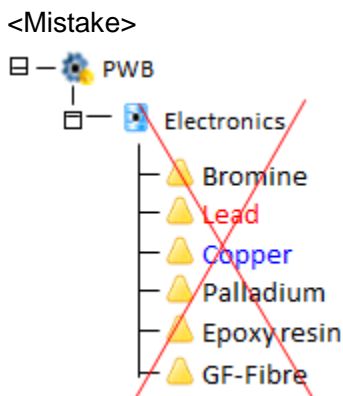 <Mistake>
PWB
Electronics
Bromine
Lead
Copper
Palladium
Epoxy resin
GF-Fibre